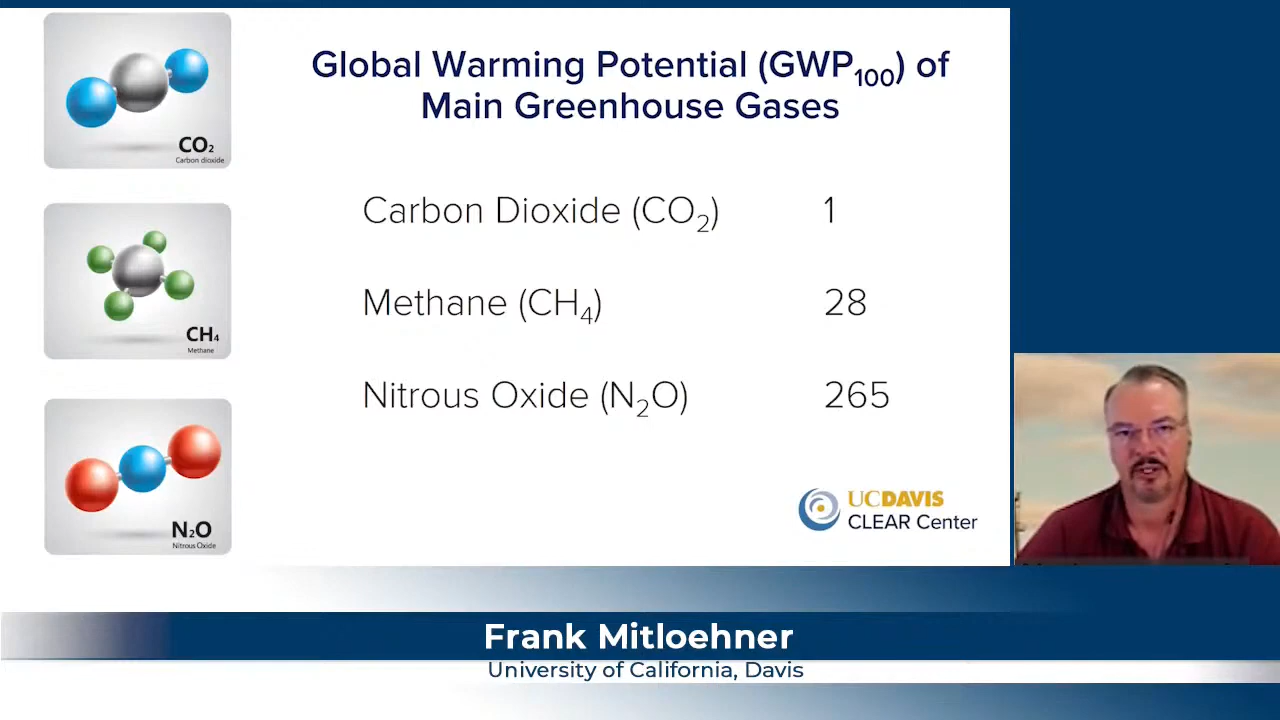 Global Warming Potential (GWP₁₀₀) of
Main Greenhouse Gases
CO₂
Carbon dioxide
Carbon Dioxide (CO₂) 1
CH₄
Methane
Methane (CH₄) 28
N₂O
Nitrous Oxide
Nitrous Oxide (N₂O) 265
UCDAVIS
CLEAR Center
Frank Mitloehner
University of California, Davis